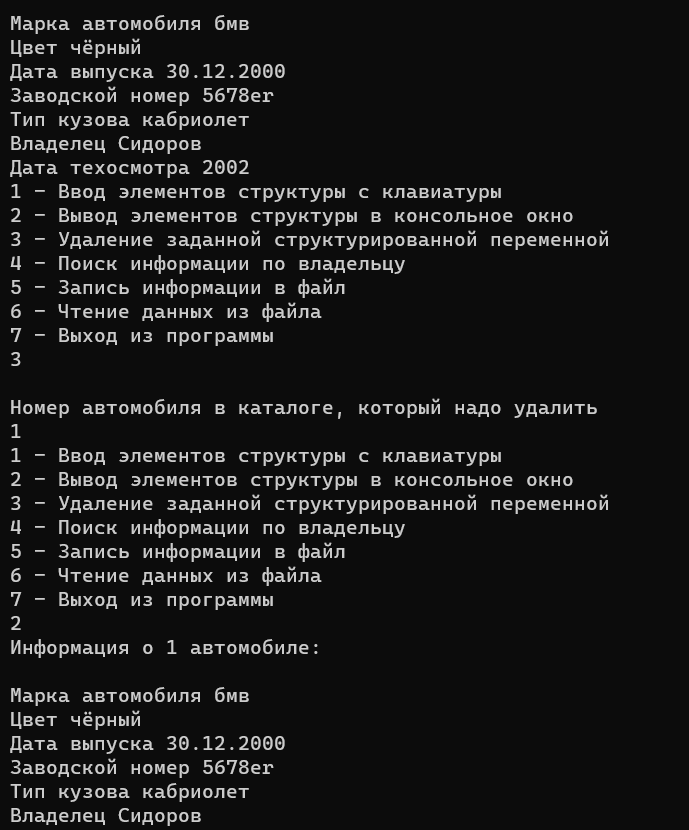 Марка автомобиля бмв
Цвет чёрный
Дата выпуска 30.12.2000
Заводской номер 5678er
Тип кузова кабриолет
Владелец Сидоров
Дата техосмотра 2002
1 - Ввод элементов структуры с клавиатуры
2 - Вывод элементов структуры в консольное окно
3 - Удаление заданной структурированной переменной
4 - Поиск информации по владельцу
5 - Запись информации в файл
6 - Чтение данных из файла
7 - Выход из программы
3
Номер автомобиля в каталоге, который надо удалить
1
1 - Ввод элементов структуры с клавиатуры
2 - Вывод элементов структуры в консольное окно
3 - Удаление заданной структурированной переменной
4 - Поиск информации по владельцу
5 - Запись информации в файл
6 - Чтение данных из файла
7 - Выход из программы
2
Информация о 1 автомобиле:
Марка автомобиля бмв
Цвет чёрный
Дата выпуска 30.12.2000
Заводской номер 5678er
Тип кузова кабриолет
Владелец Сидоров